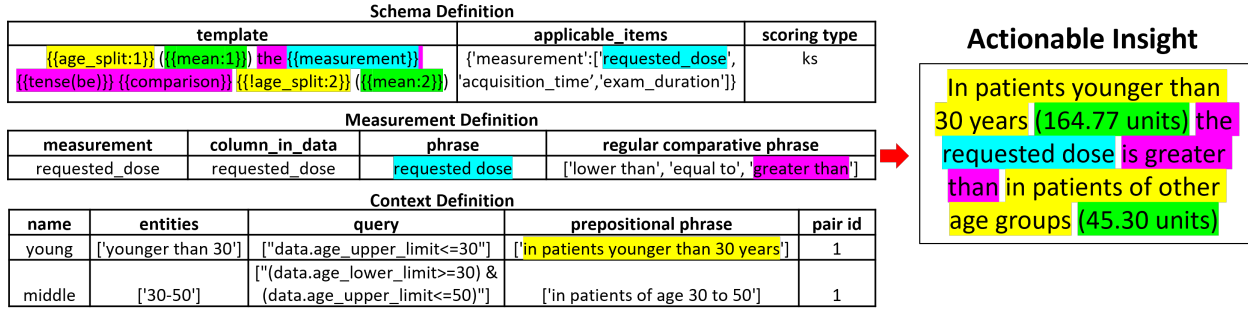 Schema Definition
template applicable_items scoring type
{{age_split:1}} ({{mean:1}}) the {{measurement}} {'measurement':['requested_dose', ks
{{tense(be)}} {{comparison}} {{!age_split:2}} ({{mean:2}}) 'acquisition_time','exam_duration']}
Measurement Definition
measurement column_in_data phrase regular comparative phrase
requested_dose requested_dose requested dose ['lower than', 'equal to', 'greater than']
Context Definition
name entities query prepositional phrase pair id
young ['younger than 30'] ["data.age_upper_limit<=30"] ['in patients younger than 30 years'] 1
["(data.age_lower_limit>=30) &
middle ['30-50'] (data.age_upper_limit<=50)"] ['in patients of age 30 to 50'] 1
Actionable Insight
In patients younger than
30 years (164.77 units) the
requested dose is greater
than in patients of other
age groups (45.30 units)